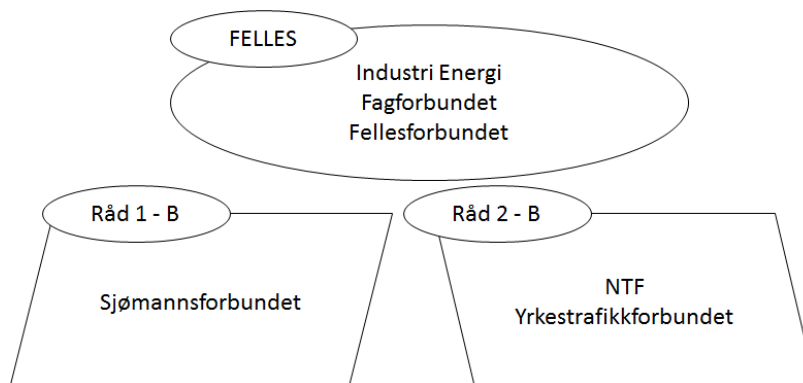 FELLES
Industri Energi
Fagforbundet
Fellesforbundet
Råd 1 - B
Sjømannsforbundet
Råd 2 - B
NTF
Yrkestrafikkforbundet